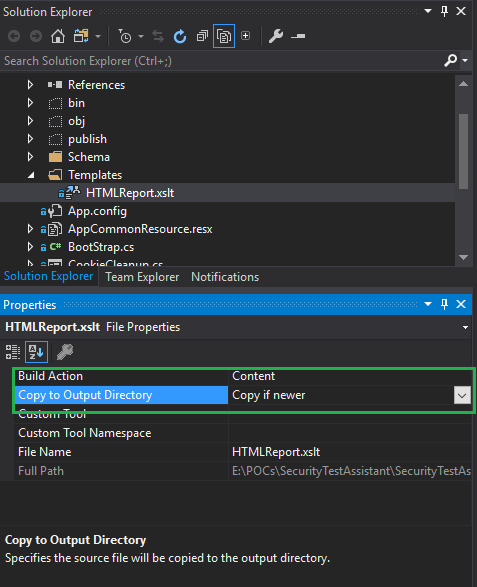 Solution Explorer
Search Solution Explorer (Ctrl+;)
References
bin
obj
publish
Schema
Templates
HTMLReport.xslt
App.config
AppCommonResource.resx
C# BootStrap.cs
CookieCleanup.cs
Solution Explorer Team Explorer Notifications
Properties
HTMLReport.xslt File Properties
Build Action Content
Copy to Output Directory Copy if newer
Custom Tool
Custom Tool Namespace
File Name HTMLReport.xslt
Full Path E:\POCs\SecurityTestAssistant\SecurityTestAs
Copy to Output Directory
Specifies the source file will be copied to the output directory.